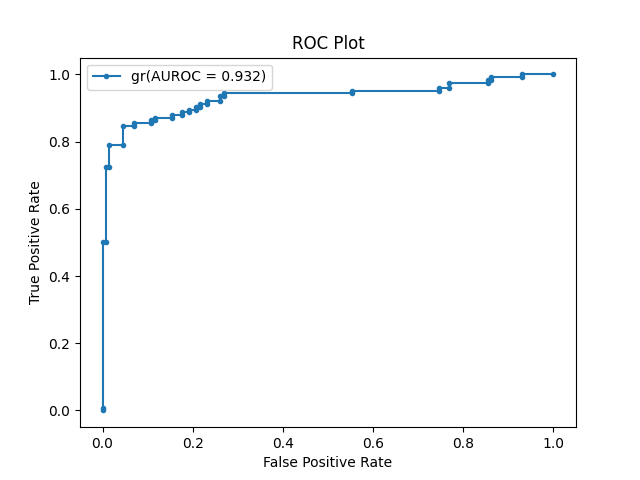 ROC Plot
gr(AUROC = 0.932)
1.0
0.8
0.6
0.4
0.2
0.0
True Positive Rate
0.0 0.2 0.4 0.6 0.8 1.0
False Positive Rate